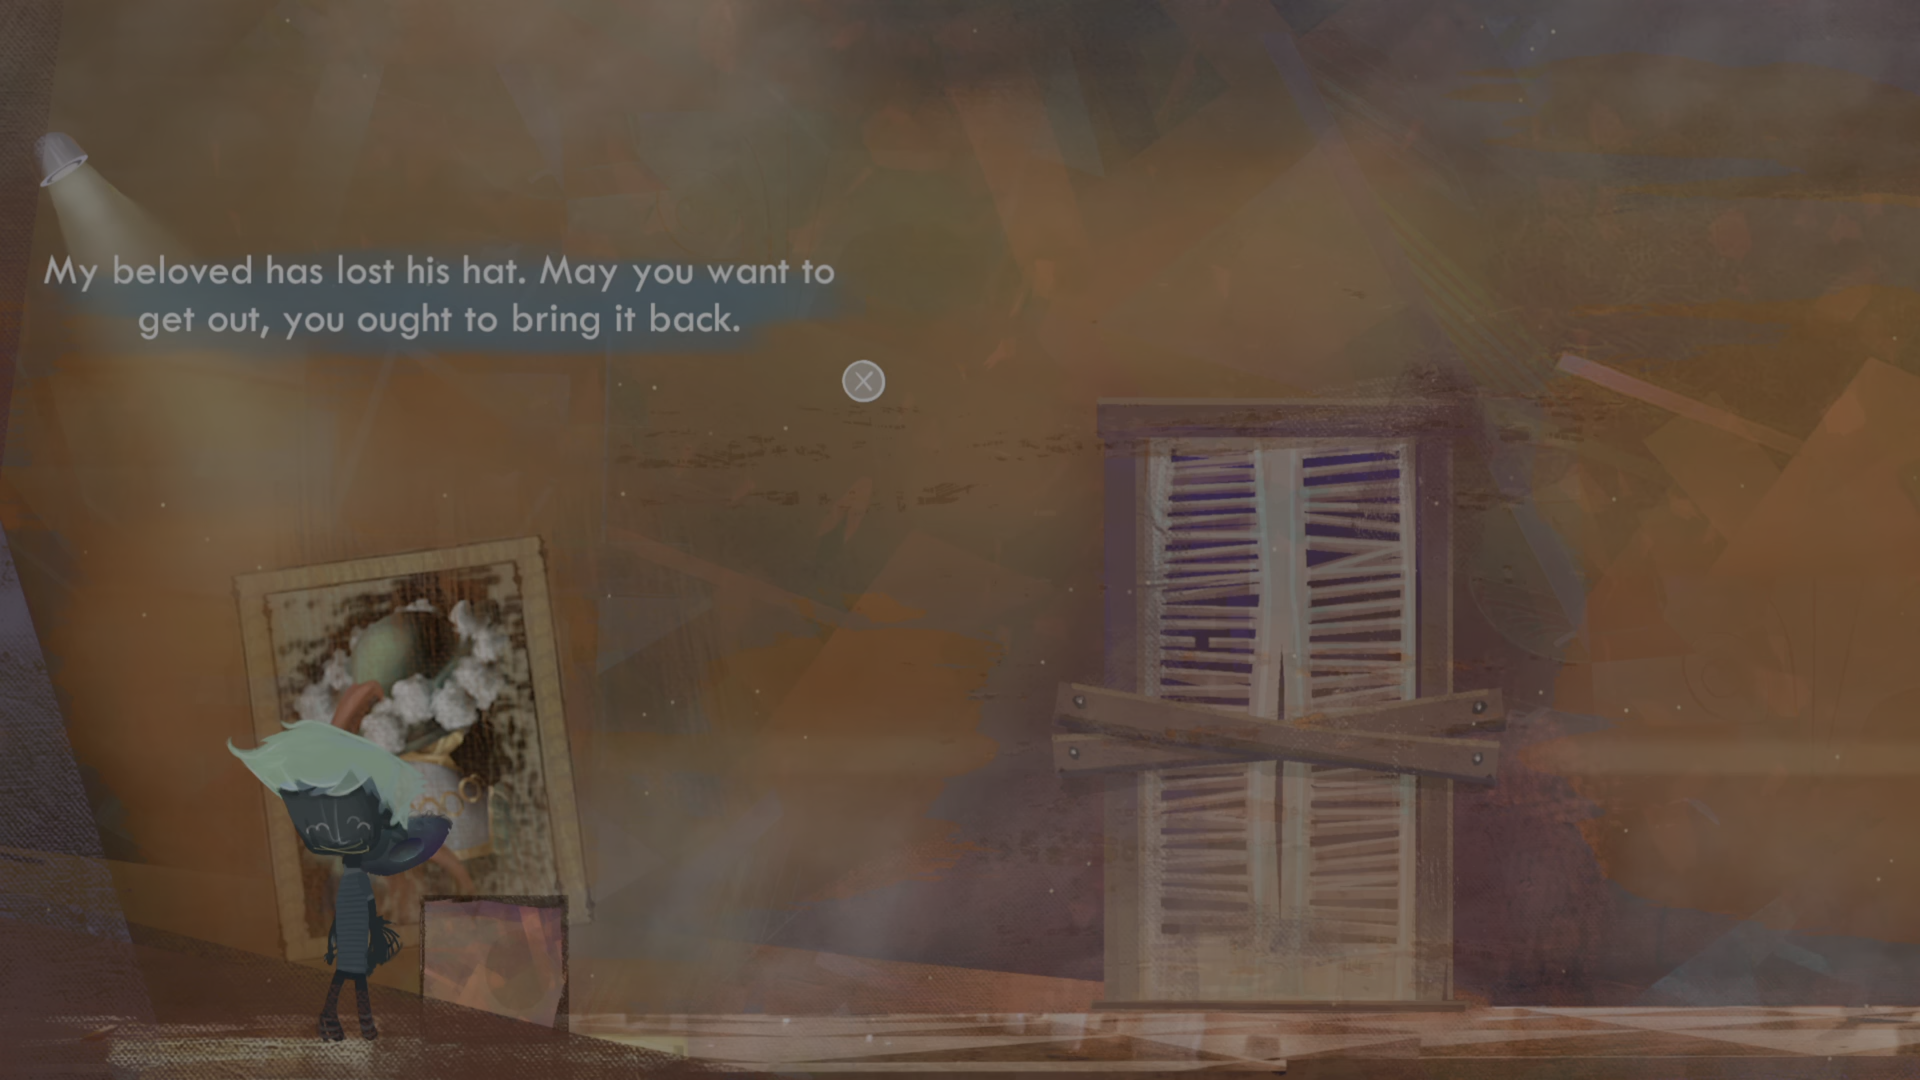 My beloved has lost his hat. May you want to
get out, you ought to bring it back.